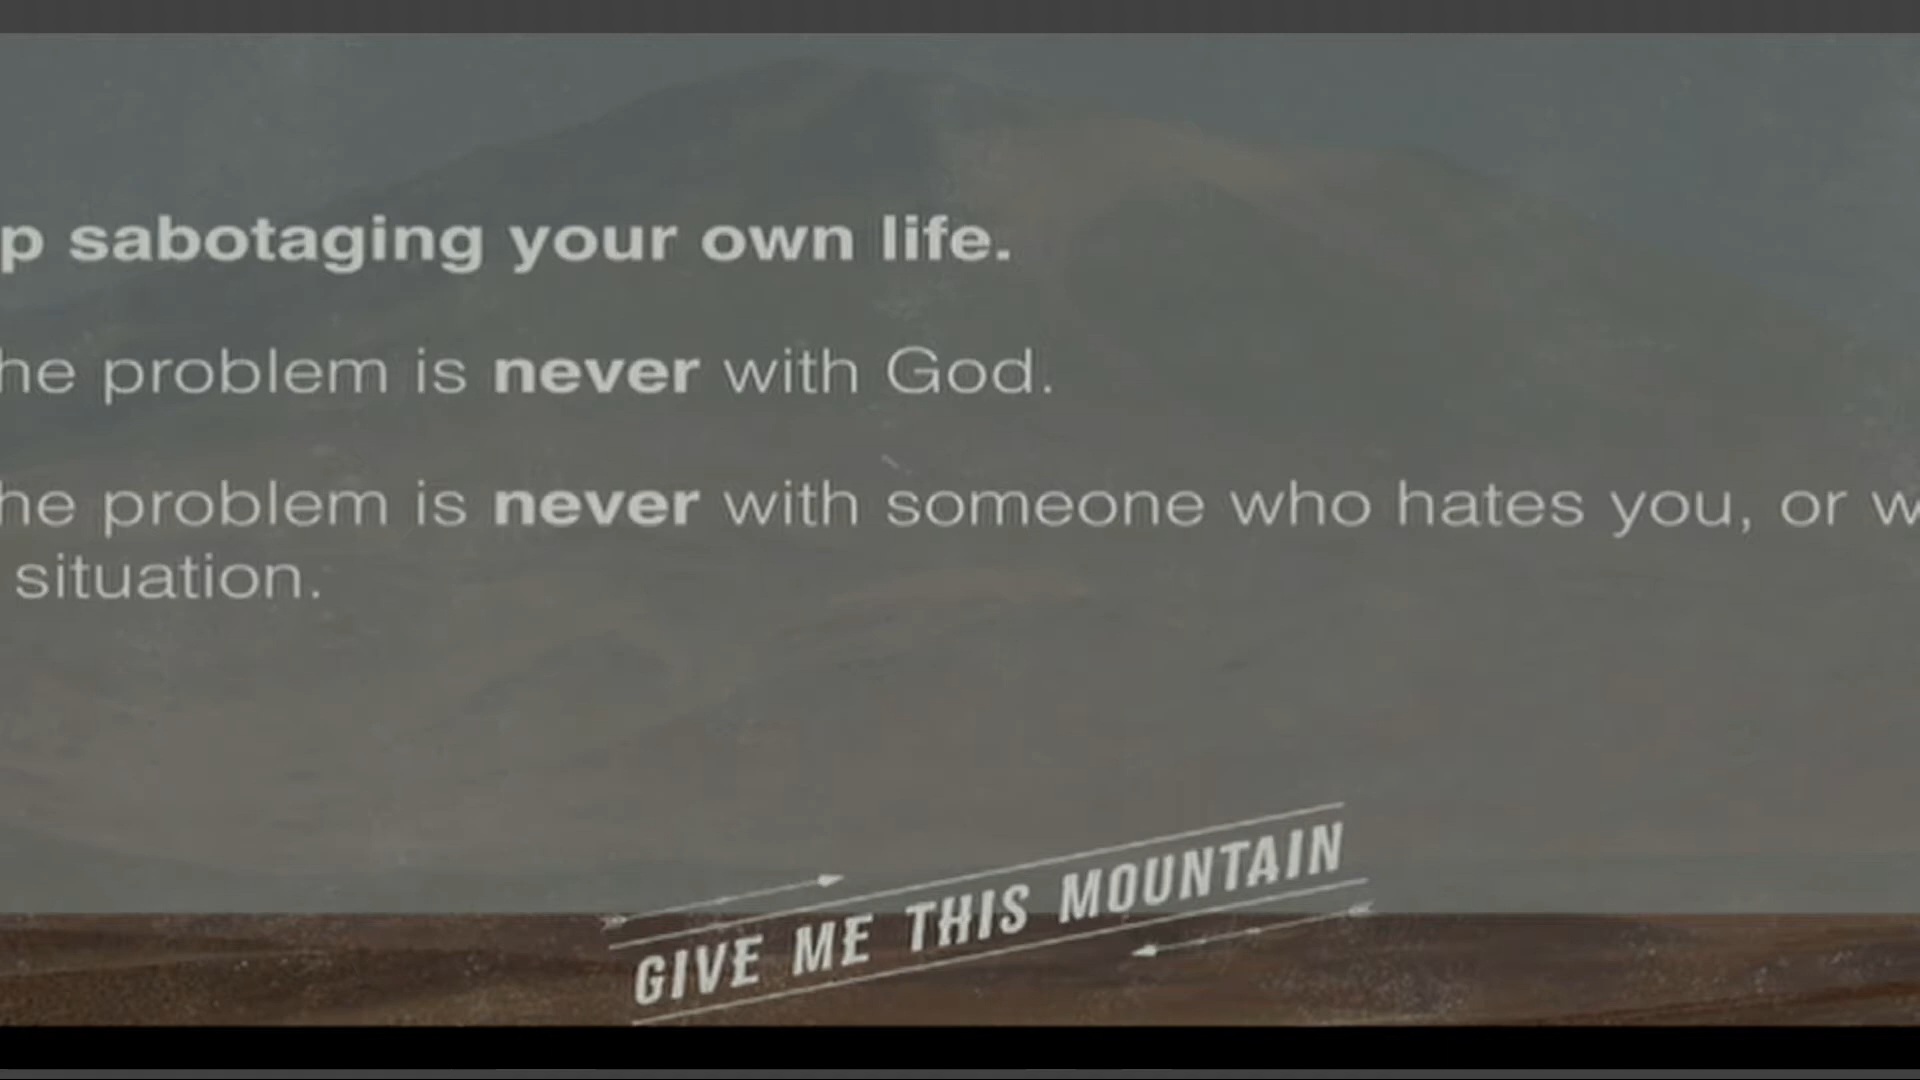 p sabotaging your own life.
he problem is never with God.
he problem is never with someone who hates you, or w
situation.
GIVE ME THIS MOUNTAIN